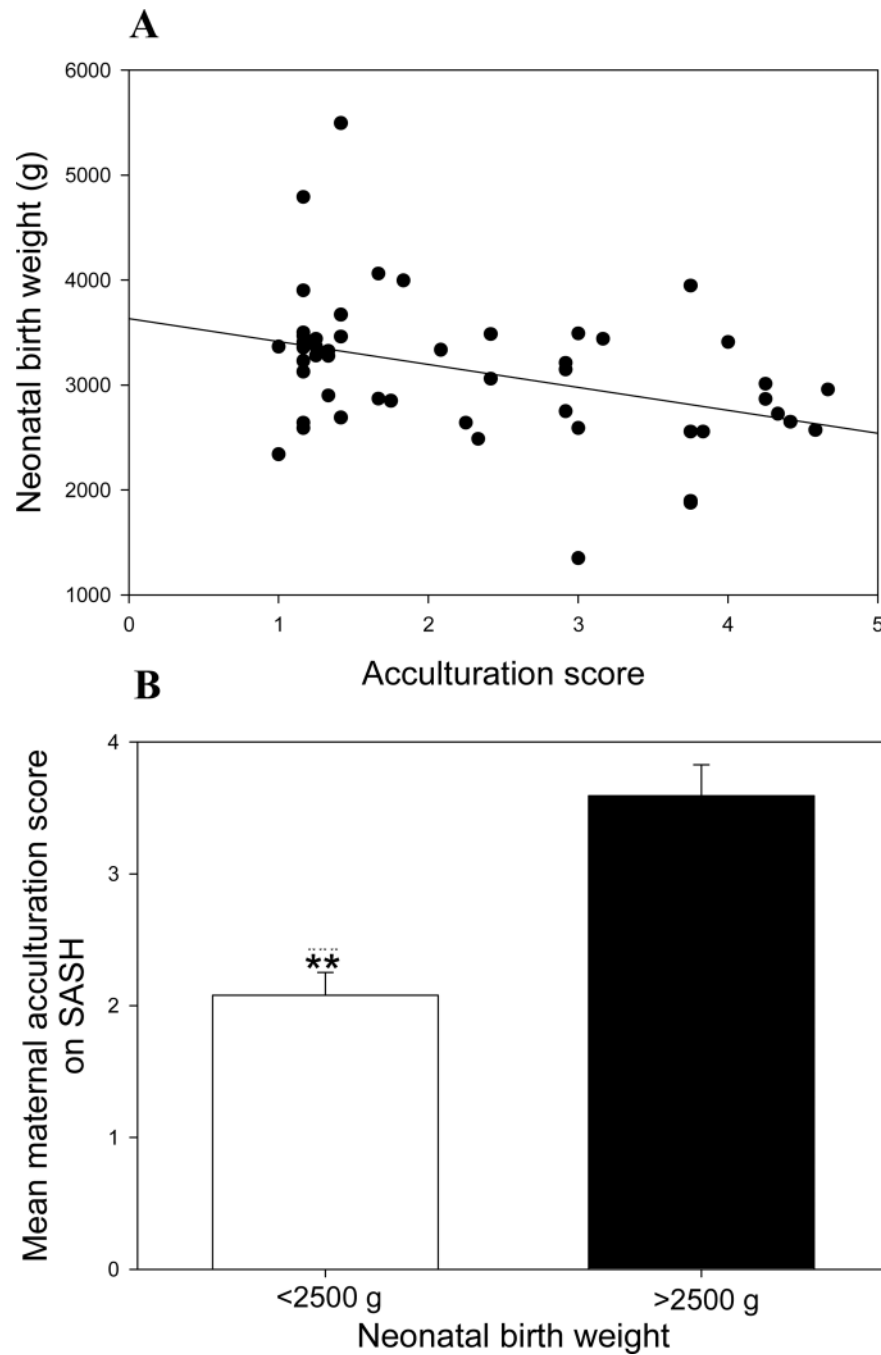 A
6000
5000
4000
3000
2000
1000
Neonatal birth weight (g)
0 1 2 3 4 5
Acculturation score
B
4
3
2
1
0
Mean maternal acculturation score
on SASH
**
<2500 g >2500 g
Neonatal birth weight